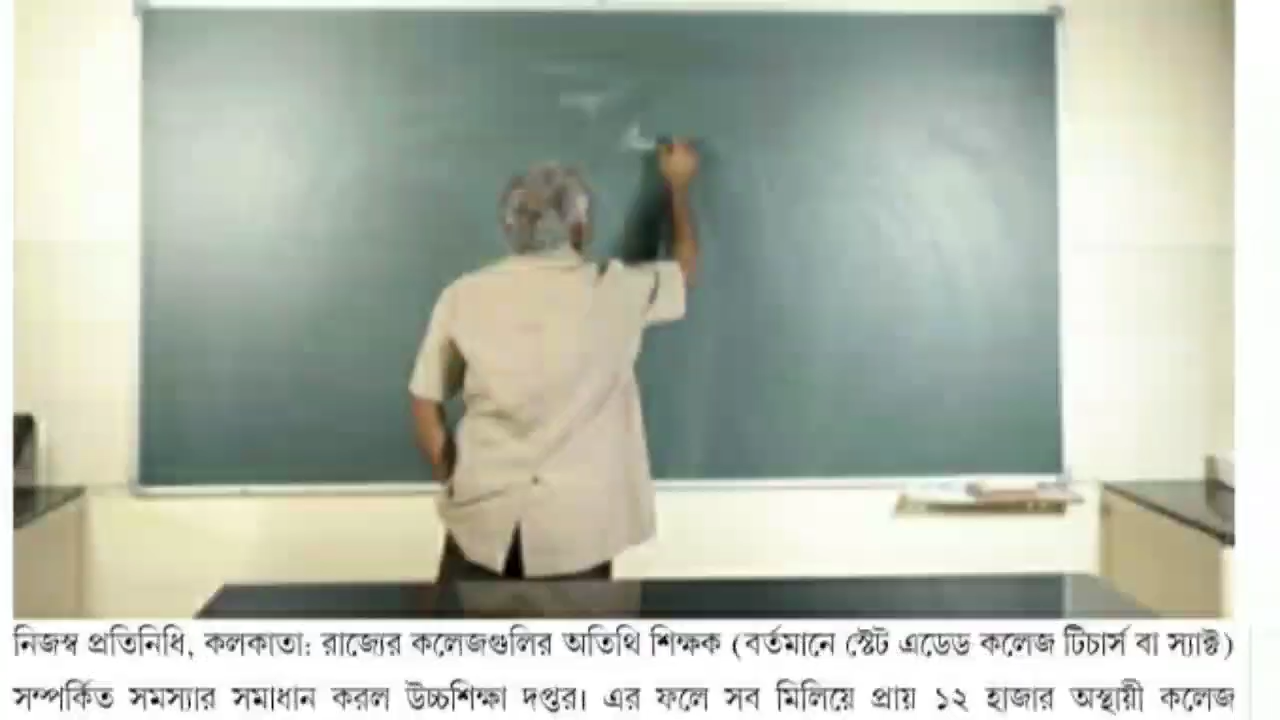 নিজস্ব প্রতিনিধি, কলকাতা: রাজ্যের কলেজগুলির অতিথি শিক্ষক (বর্তমানে স্টেট এডেড কলেজ টিচার্স বা স্যাক্ট)
সম্পর্কিত সমস্যার সমাধান করল উচ্চশিক্ষা দপ্তর। এর ফলে সব মিলিয়ে প্রায় ১২ হাজার অস্থায়ী কলেজ